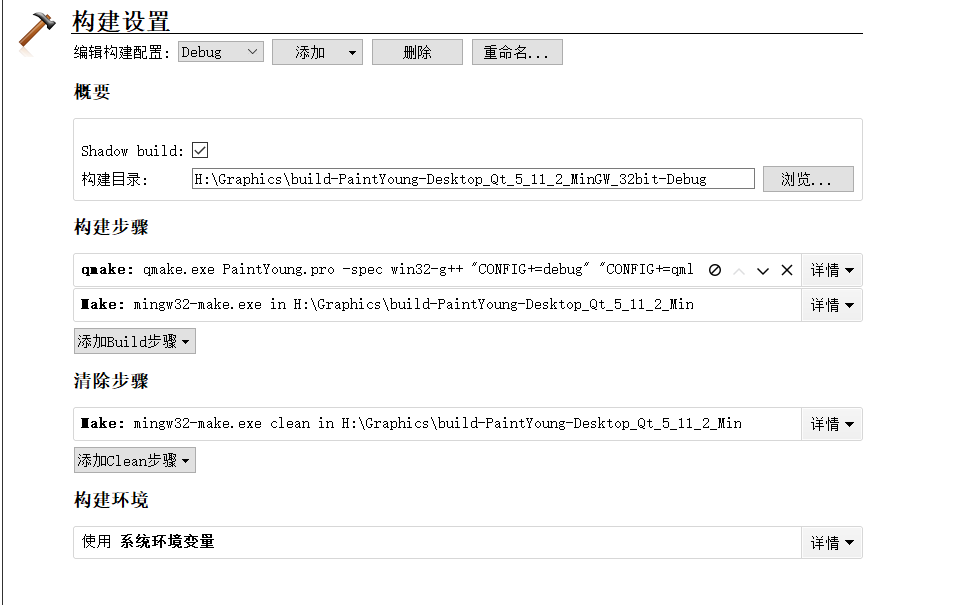 构建设置
编辑构建配置: Debug 添加 删除 重命名...
概要
Shadow build:
构建目录: H:\Graphics\build-PaintYoung-Desktop_Qt_5_11_2_MinGW_32bit-Debug 浏览...
构建步骤
qmake: qmake.exe PaintYoung.pro -spec win32-g++ "CONFIG+=debug" "CONFIG+=qml 详情
Make: mingw32-make.exe in H:\Graphics\build-PaintYoung-Desktop_Qt_5_11_2_Min 详情
添加Build步骤
清除步骤
Make: mingw32-make.exe clean in H:\Graphics\build-PaintYoung-Desktop_Qt_5_11_2_Min 详情
添加Clean步骤
构建环境
使用 系统环境变量 详情